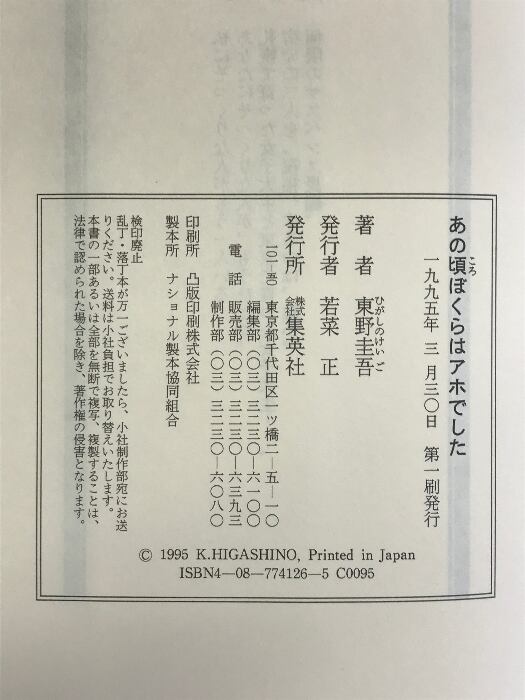 あの頃ぼくらはアホでした
一九九五年 三月三〇日 第一刷発行
著者 東野圭吾
発行者 若菜 正
発行所 株式会社集英社
一〇一-五〇 東京都千代田区一ツ橋二―五―一〇
編集部(〇三)三二三〇―六一〇〇
電話 販売部(〇三)三二三〇―六三九三
制作部(〇三)三二三〇―六〇八〇
印刷所 凸版印刷株式会社
製本所 ナショナル製本協同組合
検印廃止
乱丁・落丁本が万一ございましたら、小社制作部宛にお送
りください。送料は小社負担でお取り替えいたします。
本書の一部あるいは全部を無断で複写、複製することは、
法律で認められた場合を除き、著作権の侵害となります。
© 1995 K.HIGASHINO, Printed in Japan
ISBN4―08―774126―5 C0095